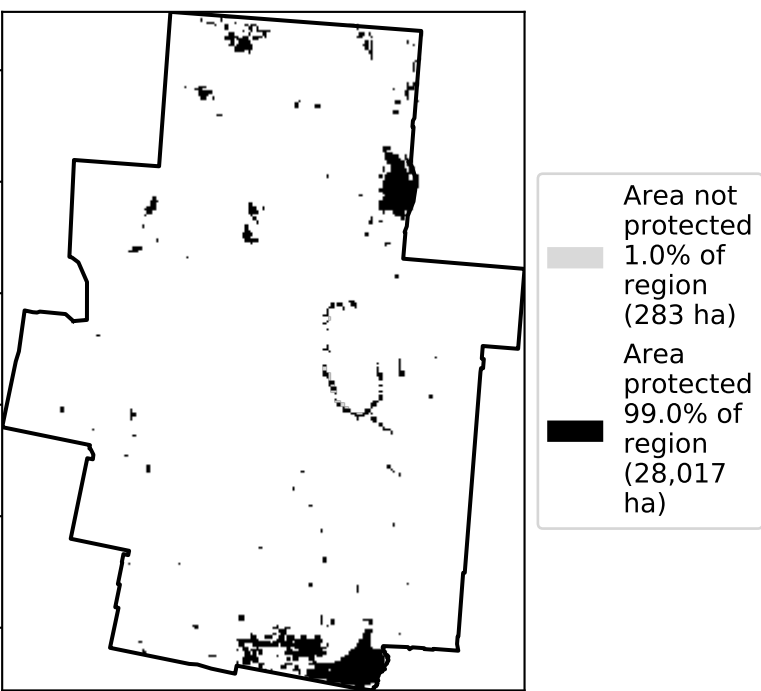 Area not
protected
1.0% of
region
(283 ha)
Area
protected
99.0% of
region
(28,017
ha)